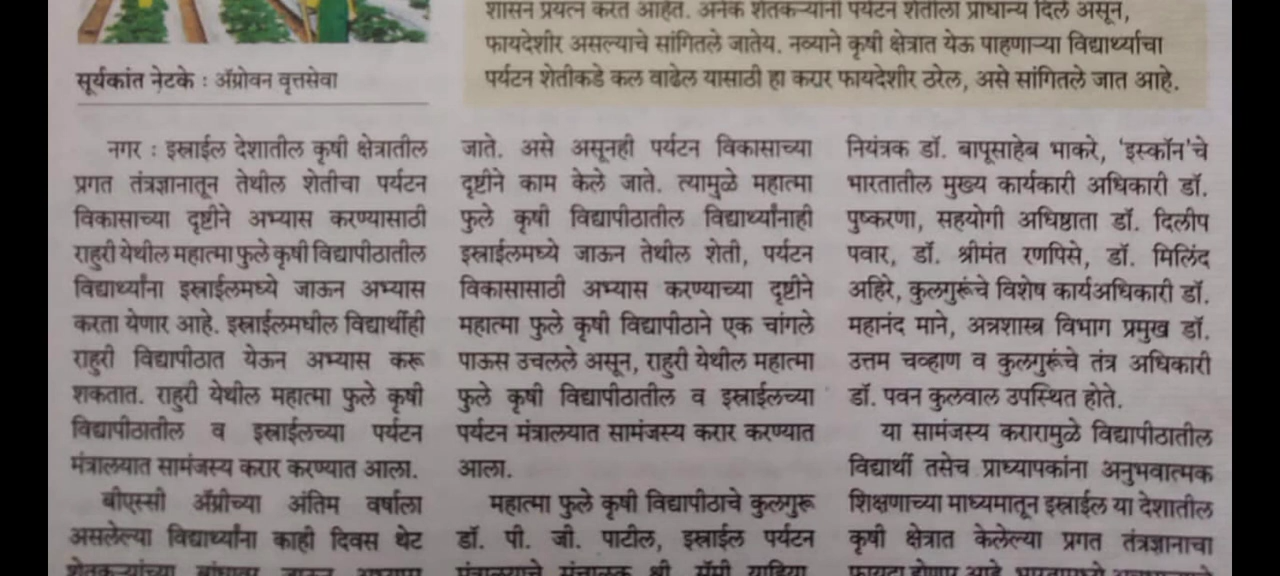 शासन प्रयत्न करत आहेत. अनेक शेतकऱ्यांनी पर्यटन शेतीला प्राधान्य दिले असून,
फायदेशीर असल्याचे सांगितले जातेय. नव्याने कृषी क्षेत्रात येऊ पाहणाऱ्या विद्यार्थ्याचा
पर्यटन शेतीकडे कल वाढेल यासाठी हा करार फायदेशीर ठरेल, असे सांगितले जात आहे.
सूर्यकांत नेटके : ॲग्रोवन वृत्तसेवा
नगर : इस्राईल देशातील कृषी क्षेत्रातील
प्रगत तंत्रज्ञानातून तेथील शेतीचा पर्यटन
विकासाच्या दृष्टीने अभ्यास करण्यासाठी
राहुरी येथील महात्मा फुले कृषी विद्यापीठातील
विद्यार्थ्यांना इस्राईलमध्ये जाऊन अभ्यास
करता येणार आहे. इस्राईलमधील विद्यार्थीही
राहुरी विद्यापीठात येऊन अभ्यास करू
शकतात. राहुरी येथील महात्मा फुले कृषी
विद्यापीठातील व इस्राईलच्या पर्यटन
मंत्रालयात सामंजस्य करार करण्यात आला.
बीएस्सी ॲग्रीच्या अंतिम वर्षाला
असलेल्या विद्यार्थ्यांना काही दिवस थेट
जाते. असे असूनही पर्यटन विकासाच्या
दृष्टीने काम केले जाते. त्यामुळे महात्मा
फुले कृषी विद्यापीठातील विद्यार्थ्यांनाही
इस्राईलमध्ये जाऊन तेथील शेती, पर्यटन
विकासासाठी अभ्यास करण्याच्या दृष्टीने
महात्मा फुले कृषी विद्यापीठाने एक चांगले
पाऊस उचलले असून, राहुरी येथील महात्मा
फुले कृषी विद्यापीठातील व इस्राईलच्या
पर्यटन मंत्रालयात सामंजस्य करार करण्यात
आला.
महात्मा फुले कृषी विद्यापीठाचे कुलगुरू
डॉ. पी. जी. पाटील, इस्राईल पर्यटन
नियंत्रक डॉ. बापूसाहेब भाकरे, 'इस्कॉन'चे
भारतातील मुख्य कार्यकारी अधिकारी डॉ.
पुष्करणा, सहयोगी अधिष्ठाता डॉ. दिलीप
पवार, डॉ. श्रीमंत रणपिसे, डॉ. मिलिंद
अहिरे, कुलगुरूंचे विशेष कार्यअधिकारी डॉ.
महानंद माने, अन्नशास्त्र विभाग प्रमुख डॉ.
उत्तम चव्हाण व कुलगुरूंचे तंत्र अधिकारी
डॉ. पवन कुलवाल उपस्थित होते.
या सामंजस्य करारामुळे विद्यापीठातील
विद्यार्थी तसेच प्राध्यापकांना अनुभवात्मक
शिक्षणाच्या माध्यमातून इस्राईल या देशातील
कृषी क्षेत्रात केलेल्या प्रगत तंत्रज्ञानाचा